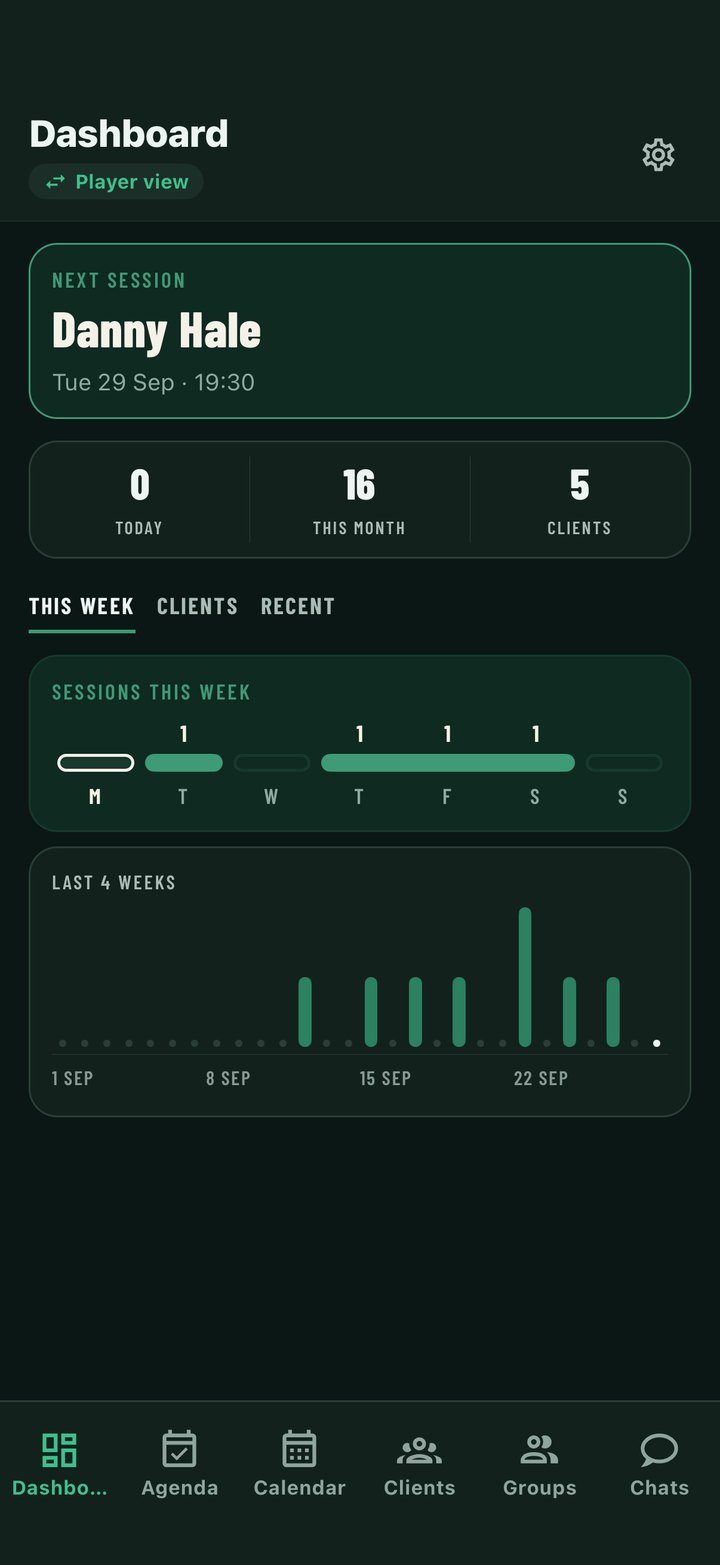 Dashboard
Player view
NEXT SESSION
Danny Hale
Tue 29 Sep · 19:30
0 16 5
TODAY THIS MONTH CLIENTS
THIS WEEK CLIENTS RECENT
SESSIONS THIS WEEK
1 1 1 1
M T W T F S S
LAST 4 WEEKS
1 SEP 8 SEP 15 SEP 22 SEP
Dashbo... Agenda Calendar Clients Groups Chats